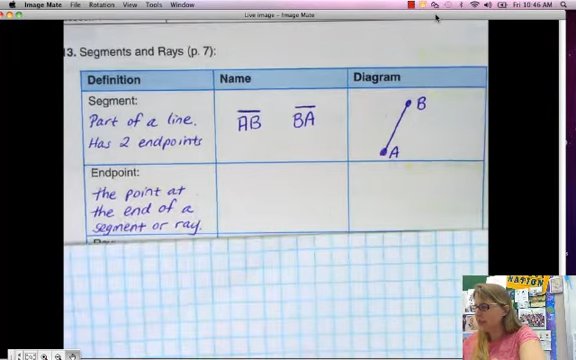 Image Mate File Rotation View Tools Window Fri 10:46 AM
Live Image – Image Mate
13. Segments and Rays (p. 7):
Definition Name Diagram
Segment:
Part of a line.
Has 2 endpoints
AB BA
B
A
Endpoint:
the point at
the end of a
segment or ray.